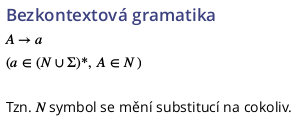 Bezkontextová gramatika
A → a
(a ∈ (N ∪ Σ)*, A ∈ N)
Tzn. N symbol se mění substitucí na cokoliv.